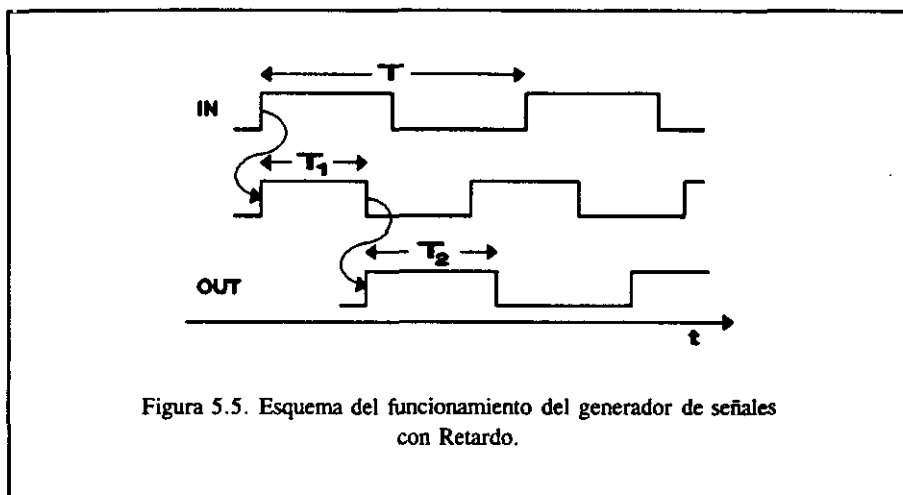 T
IN
T₁
T₂
OUT
t
Figura 5.5. Esquema del funcionamiento del generador de señales
con Retardo.